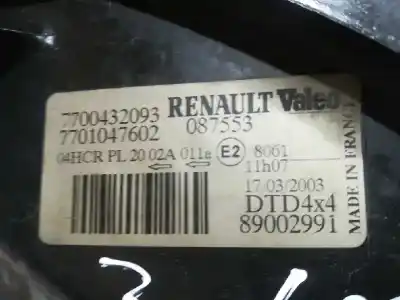 7700432093 RENAULT Valeo
7701047602 087553
04HCR PL 20 02A 011e E2 8061
11h07
17/03/2003
DTD4x4
89002991
MADE IN FRANCE